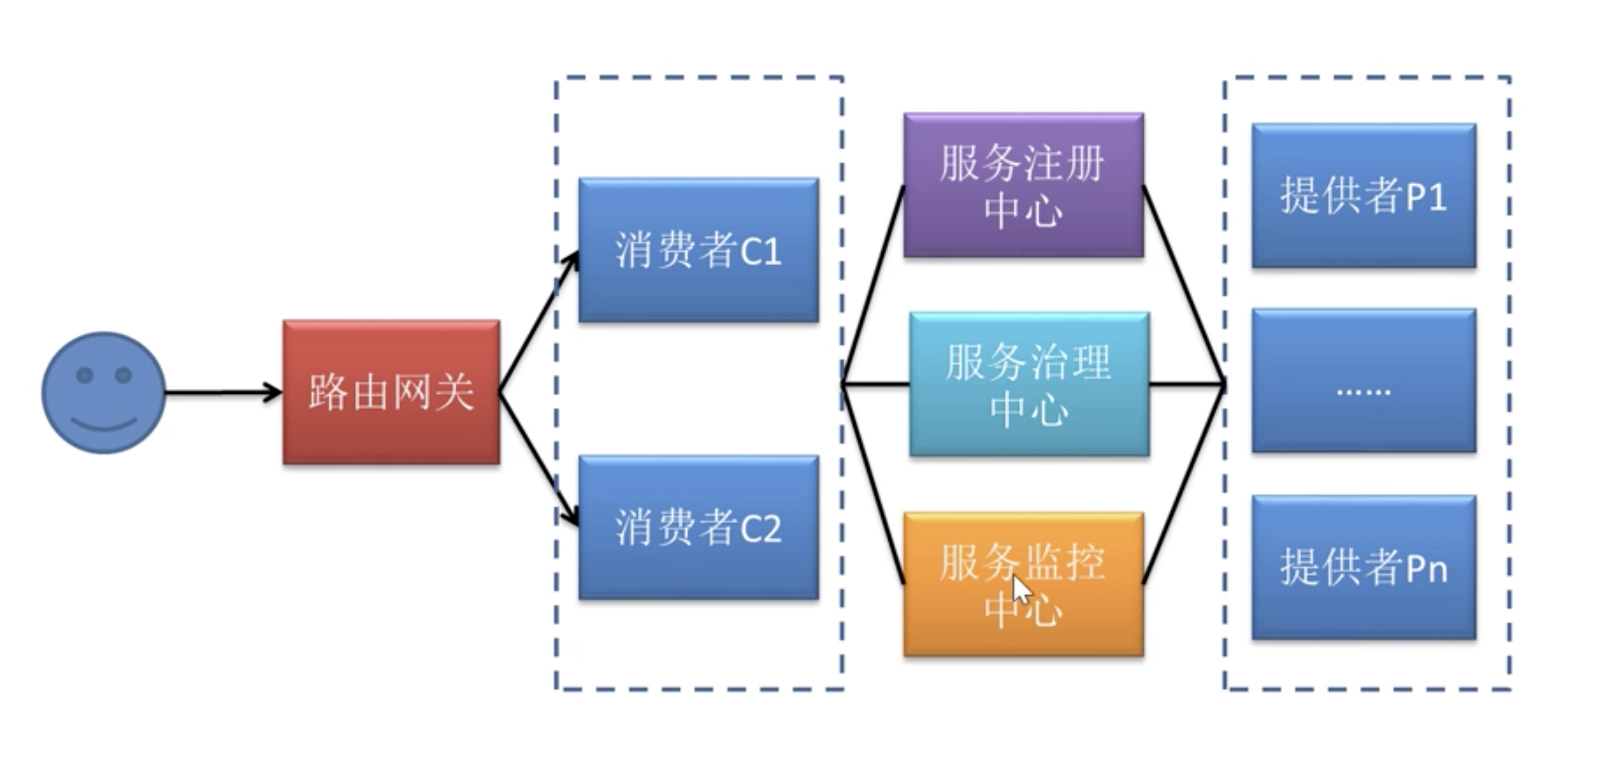 路由网关
消费者C1
消费者C2
服务注册
中心
服务治理
中心
服务监控
中心
提供者P1
......
提供者Pn